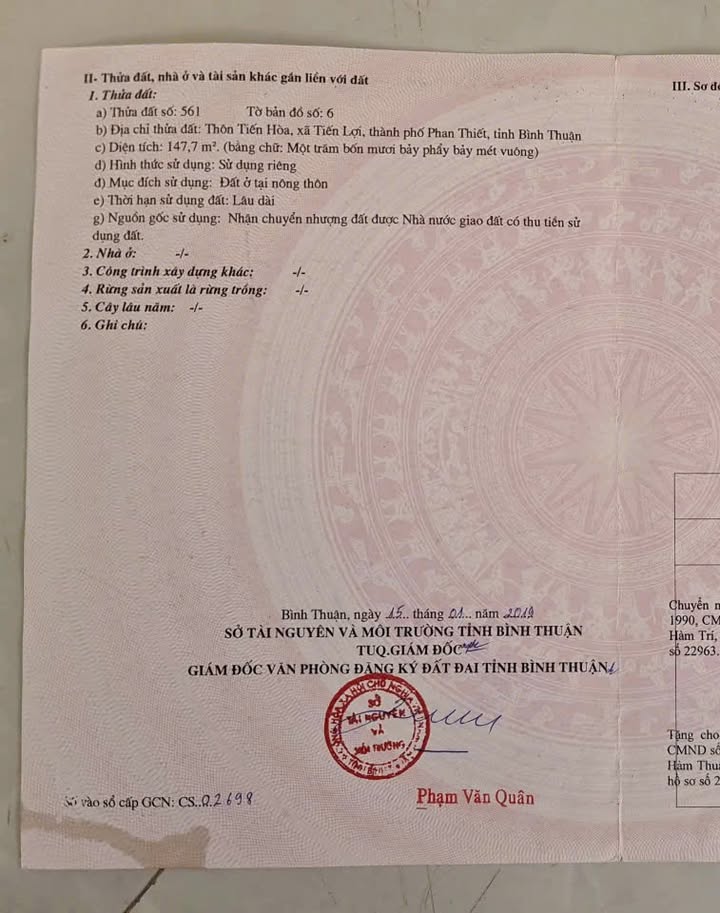 II- Thửa đất, nhà ở và tài sản khác gắn liền với đất
1. Thửa đất:
a) Thửa đất số: 561 Tờ bản đồ số: 6
b) Địa chỉ thửa đất: Thôn Tiến Hòa, xã Tiến Lợi, thành phố Phan Thiết, tỉnh Bình Thuận
c) Diện tích: 147,7 m². (bằng chữ: Một trăm bốn mươi bảy phẩy bảy mét vuông)
d) Hình thức sử dụng: Sử dụng riêng
đ) Mục đích sử dụng: Đất ở tại nông thôn
e) Thời hạn sử dụng đất: Lâu dài
g) Nguồn gốc sử dụng: Nhận chuyển nhượng đất được Nhà nước giao đất có thu tiền sử
dụng đất.
2. Nhà ở: -/-
3. Công trình xây dựng khác: -/-
4. Rừng sản xuất là rừng trồng: -/-
5. Cây lâu năm: -/-
6. Ghi chú:
Bình Thuận, ngày 15.. tháng 01... năm 2019
SỞ TÀI NGUYÊN VÀ MÔI TRƯỜNG TỈNH BÌNH THUẬN
TUQ.GIÁM ĐỐC
GIÁM ĐỐC VĂN PHÒNG ĐĂNG KÝ ĐẤT ĐAI TỈNH BÌNH THUẬN
SỞ
TÀI NGUYÊN
VÀ
MÔI TRƯỜNG
Phạm Văn Quân
Số vào sổ cấp GCN: CS..02698
III. Sơ đ
Chuyển n
1990, CM
Hàm Trí,
số 22963.
Tặng cho
CMND số
Hàm Thu
hồ sơ số 2